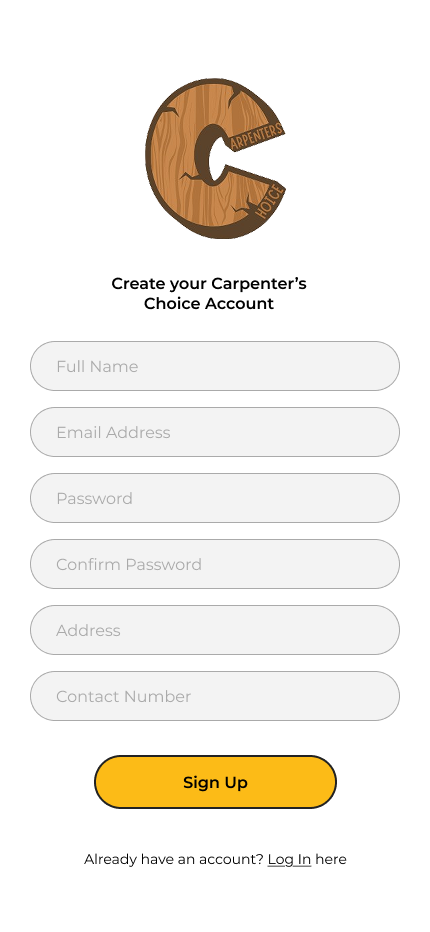 ARPENTERS
HOICE
Create your Carpenter’s
Choice Account
Full Name
Email Address
Password
Confirm Password
Address
Contact Number
Sign Up
Already have an account? Log In here